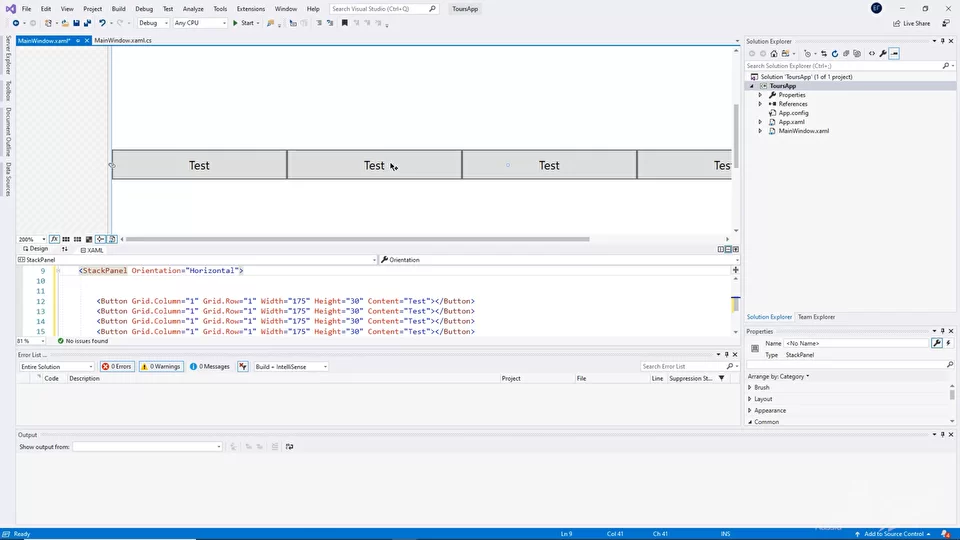 File Edit View Project Build Debug Test Analyze Tools Extensions Window Help Search Visual Studio (Ctrl+Q) ToursApp
Debug Any CPU Start Live Share
MainWindow.xaml* MainWindow.xaml.cs
Server Explorer
Toolbox
Document Outline
Data Sources
Test Test Test Test
200%
Design XAML
StackPanel Orientation
9 <StackPanel Orientation="Horizontal">
10
11
12 <Button Grid.Column="1" Grid.Row="1" Width="175" Height="30" Content="Test"></Button>
13 <Button Grid.Column="1" Grid.Row="1" Width="175" Height="30" Content="Test"></Button>
14 <Button Grid.Column="1" Grid.Row="1" Width="175" Height="30" Content="Test"></Button>
15 <Button Grid.Column="1" Grid.Row="1" Width="175" Height="30" Content="Test"></Button>
81 % No issues found
Error List ...
Entire Solution 0 Errors 0 Warnings 0 Messages Build + IntelliSense Search Error List
Code Description Project File Line Suppression St...
Output
Show output from:
Solution Explorer
Search Solution Explorer (Ctrl+;)
Solution 'ToursApp' (1 of 1 project)
ToursApp
Properties
References
App.config
App.xaml
MainWindow.xaml
Solution Explorer Team Explorer
Properties
Name <No Name>
Type StackPanel
Arrange by: Category
Brush
Layout
Appearance
Common
Ready Ln 9 Col 41 Ch 41 INS Add to Source Control